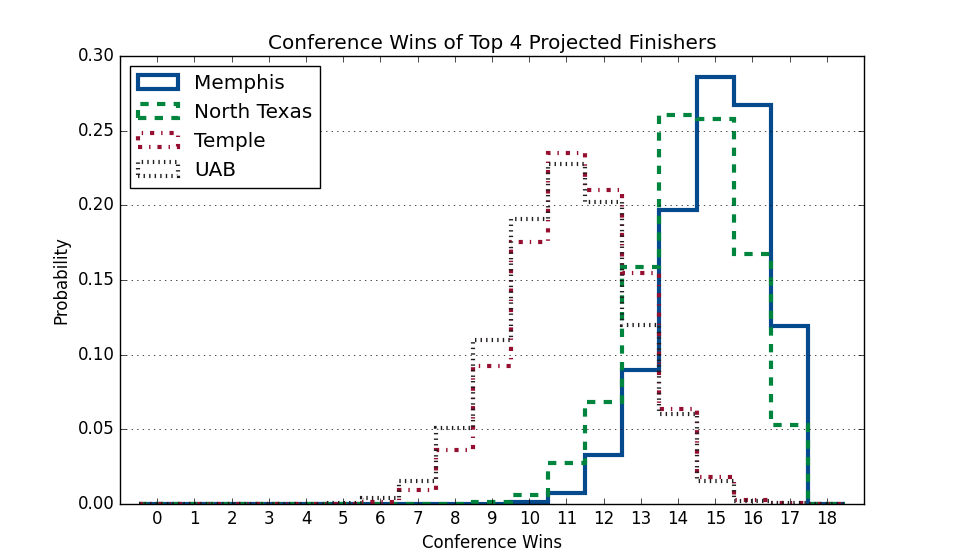 Conference Wins of Top 4 Projected Finishers
0.30
0.25
0.20
0.15
0.10
0.05
0.00
Probability
Memphis
North Texas
Temple
UAB
0 1 2 3 4 5 6 7 8 9 10 11 12 13 14 15 16 17 18
Conference Wins